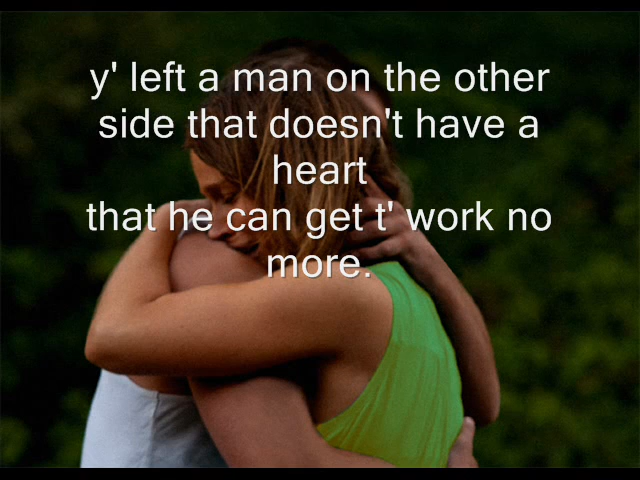 y' left a man on the other
side that doesn't have a
heart
that he can get t' work no
more.